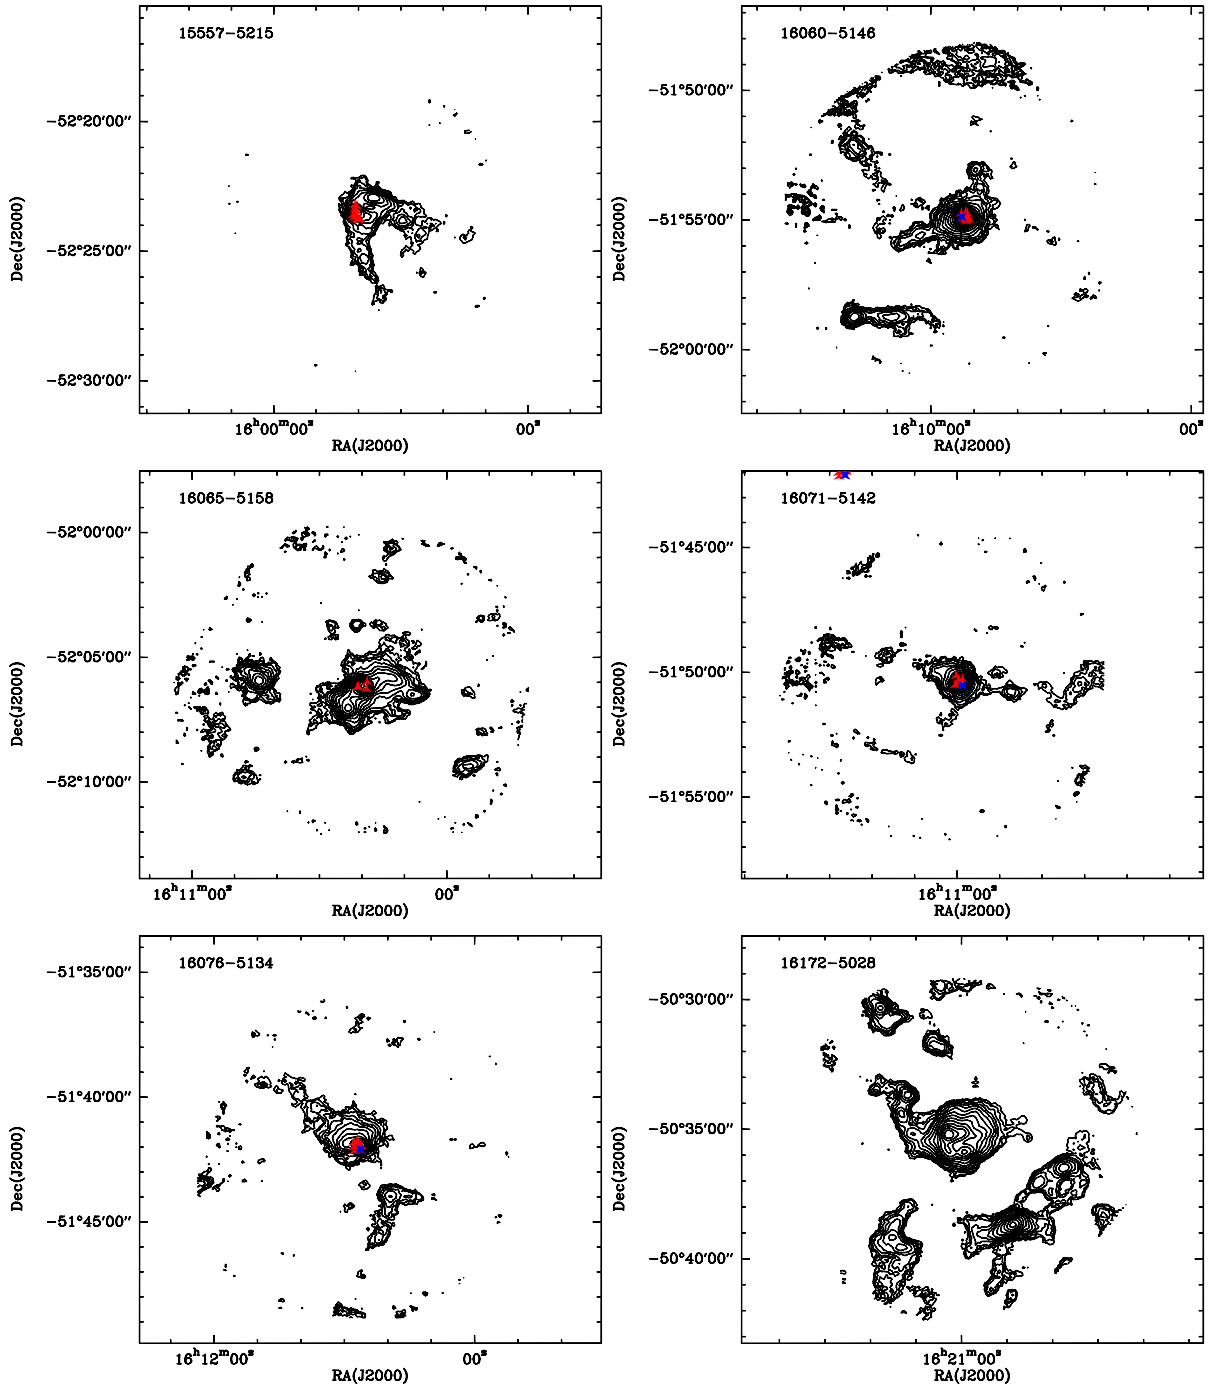 15557−5215
−52°20′00″
−52°25′00″
−52°30′00″
Dec(J2000)
16ʰ00ᵐ00ˢ 00ˢ
RA(J2000)
16060−5146
−51°50′00″
−51°55′00″
−52°00′00″
Dec(J2000)
16ʰ10ᵐ00ˢ 00ˢ
RA(J2000)
16065−5158
−52°00′00″
−52°05′00″
−52°10′00″
Dec(J2000)
16ʰ11ᵐ00ˢ 00ˢ
RA(J2000)
16071−5142
−51°45′00″
−51°50′00″
−51°55′00″
Dec(J2000)
16ʰ11ᵐ00ˢ
RA(J2000)
16076−5134
−51°35′00″
−51°40′00″
−51°45′00″
Dec(J2000)
16ʰ12ᵐ00ˢ 00ˢ
RA(J2000)
16172−5028
−50°30′00″
−50°35′00″
−50°40′00″
Dec(J2000)
16ʰ21ᵐ00ˢ
RA(J2000)